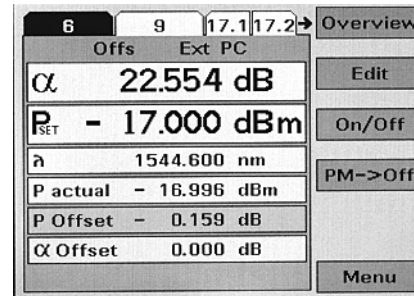 6 9 17.1 17.2 → Overview
Offs Ext PC
α 22.554 dB
Edit
PSET - 17.000 dBm
On/Off
λ 1544.600 nm
PM->Off
P actual - 16.996 dBm
P Offset - 0.159 dB
α Offset 0.000 dB
Menu